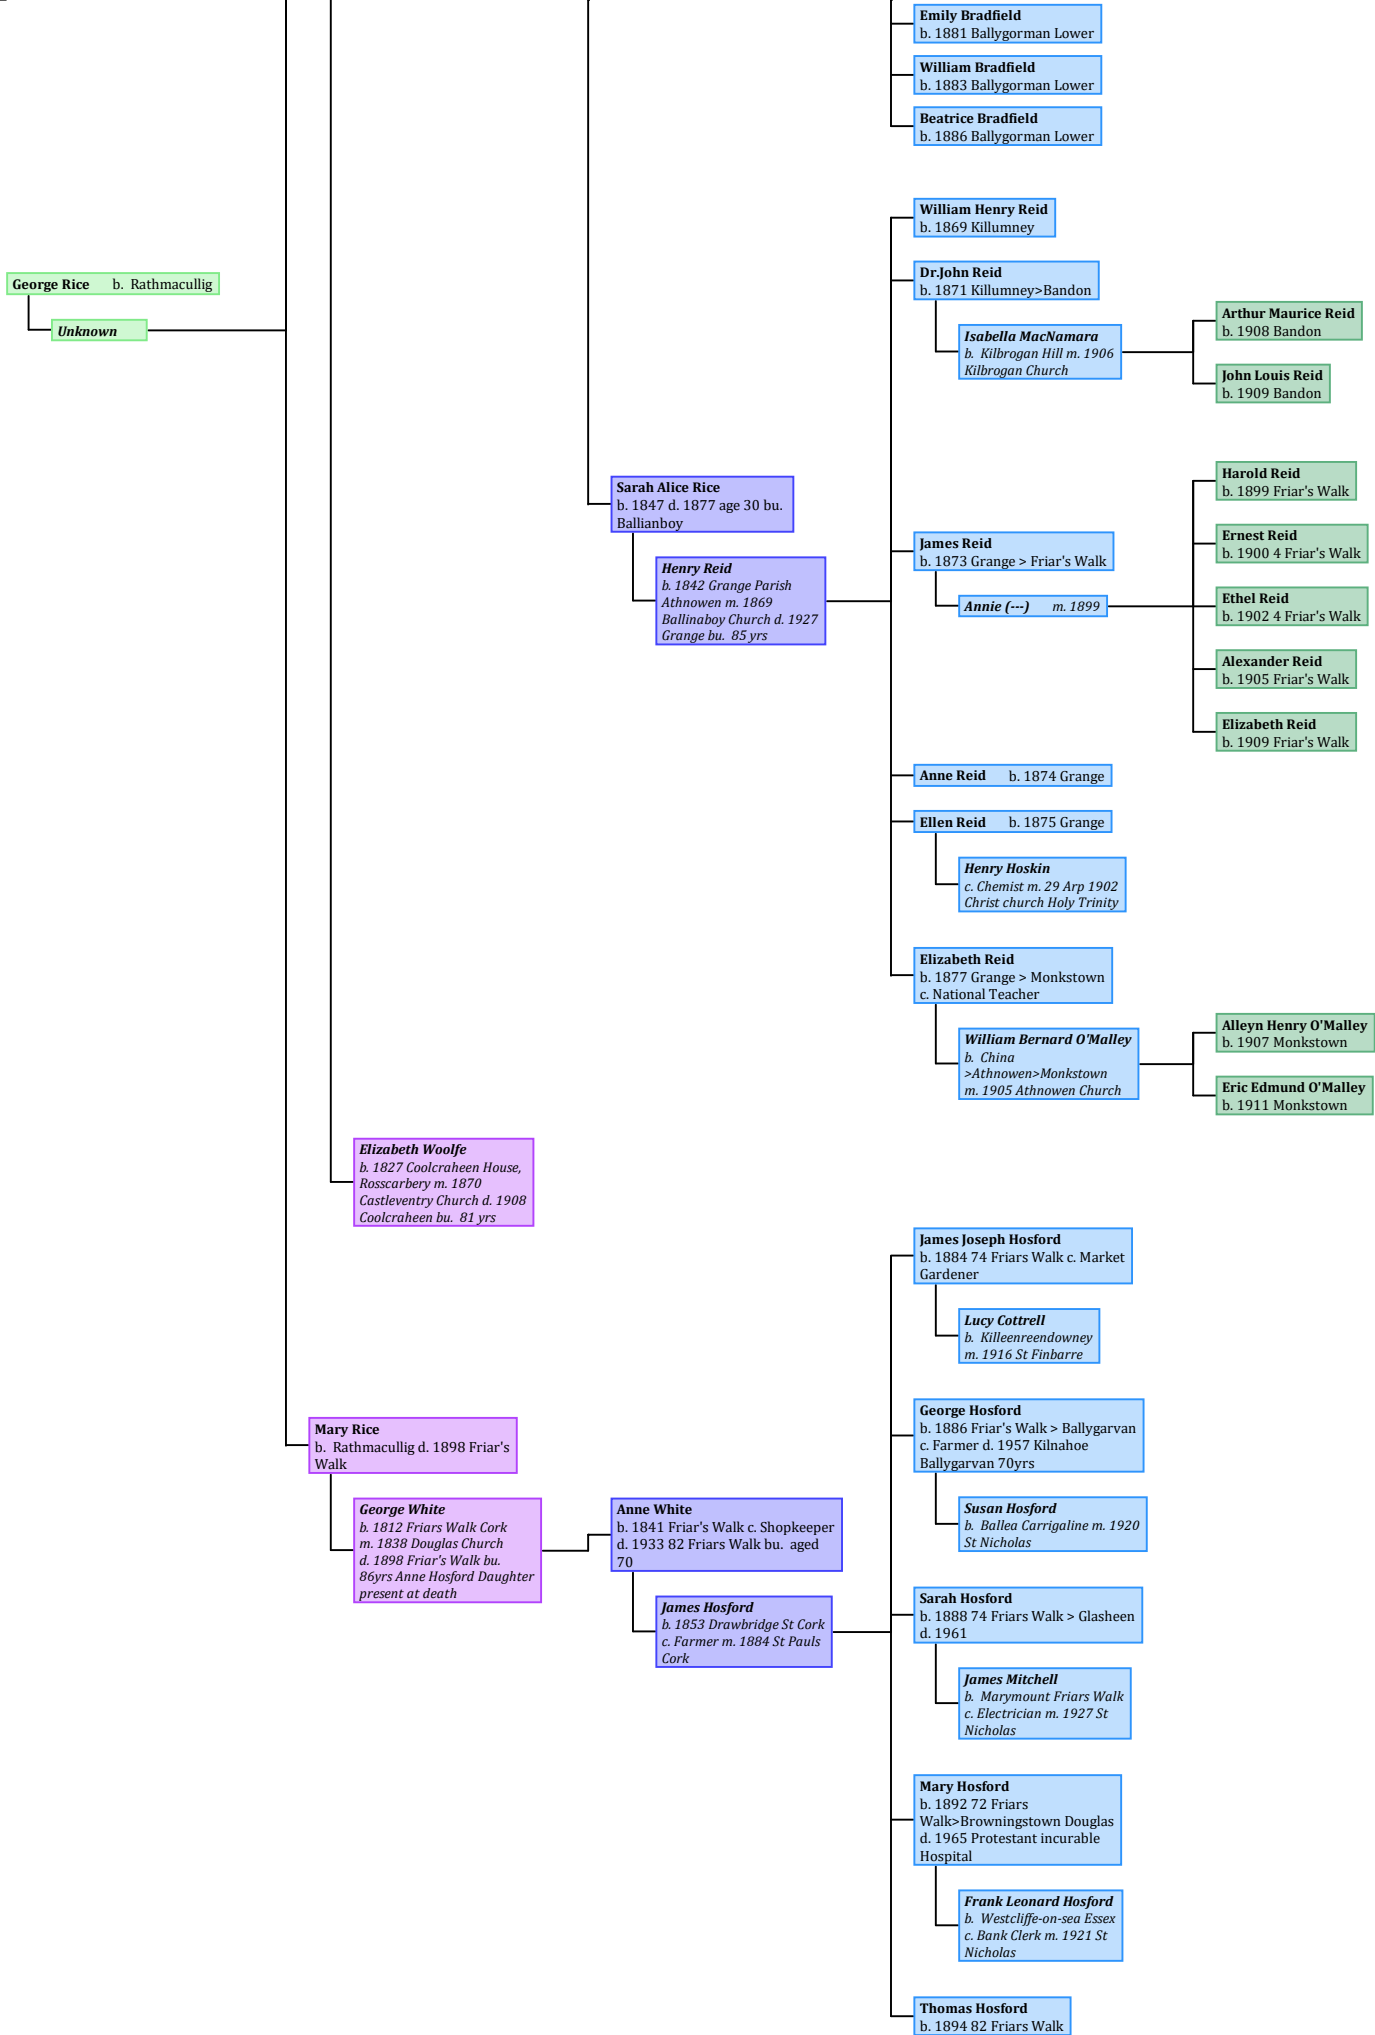 Emily Bradfield
b. 1881 Ballygorman Lower
William Bradfield
b. 1883 Ballygorman Lower
Beatrice Bradfield
b. 1886 Ballygorman Lower
William Henry Reid
b. 1869 Killumney
George Rice b. Rathmacullig
Unknown
Dr.John Reid
b. 1871 Killumney>Bandon
Isabella MacNamara
b. Kilbrogan Hill m. 1906
Kilbrogan Church
Arthur Maurice Reid
b. 1908 Bandon
John Louis Reid
b. 1909 Bandon
Sarah Alice Rice
b. 1847 d. 1877 age 30 bu.
Ballianboy
Henry Reid
b. 1842 Grange Parish
Athnowen m. 1869
Ballinaboy Church d. 1927
Grange bu. 85 yrs
James Reid
b. 1873 Grange > Friar's Walk
Annie (---) m. 1899
Harold Reid
b. 1899 Friar's Walk
Ernest Reid
b. 1900 4 Friar's Walk
Ethel Reid
b. 1902 4 Friar's Walk
Alexander Reid
b. 1905 Friar's Walk
Elizabeth Reid
b. 1909 Friar's Walk
Anne Reid b. 1874 Grange
Ellen Reid b. 1875 Grange
Henry Hoskin
c. Chemist m. 29 Arp 1902
Christ church Holy Trinity
Elizabeth Reid
b. 1877 Grange > Monkstown
c. National Teacher
William Bernard O'Malley
b. China
>Athnowen>Monkstown
m. 1905 Athnowen Church
Alleyn Henry O'Malley
b. 1907 Monkstown
Eric Edmund O'Malley
b. 1911 Monkstown
Elizabeth Woolfe
b. 1827 Coolcraheen House,
Rosscarbery m. 1870
Castleventry Church d. 1908
Coolcraheen bu. 81 yrs
Mary Rice
b. Rathmacullig d. 1898 Friar's
Walk
George White
b. 1812 Friars Walk Cork
m. 1838 Douglas Church
d. 1898 Friar's Walk bu.
86yrs Anne Hosford Daughter
present at death
Anne White
b. 1841 Friar's Walk c. Shopkeeper
d. 1933 82 Friars Walk bu. aged
70
James Hosford
b. 1853 Drawbridge St Cork
c. Farmer m. 1884 St Pauls
Cork
James Joseph Hosford
b. 1884 74 Friars Walk c. Market
Gardener
Lucy Cottrell
b. Killeenreendowney
m. 1916 St Finbarre
George Hosford
b. 1886 Friar's Walk > Ballygarvan
c. Farmer d. 1957 Kilnahoe
Ballygarvan 70yrs
Susan Hosford
b. Ballea Carrigaline m. 1920
St Nicholas
Sarah Hosford
b. 1888 74 Friars Walk > Glasheen
d. 1961
James Mitchell
b. Marymount Friars Walk
c. Electrician m. 1927 St
Nicholas
Mary Hosford
b. 1892 72 Friars
Walk>Browningstown Douglas
d. 1965 Protestant incurable
Hospital
Frank Leonard Hosford
b. Westcliffe-on-sea Essex
c. Bank Clerk m. 1921 St
Nicholas
Thomas Hosford
b. 1894 82 Friars Walk